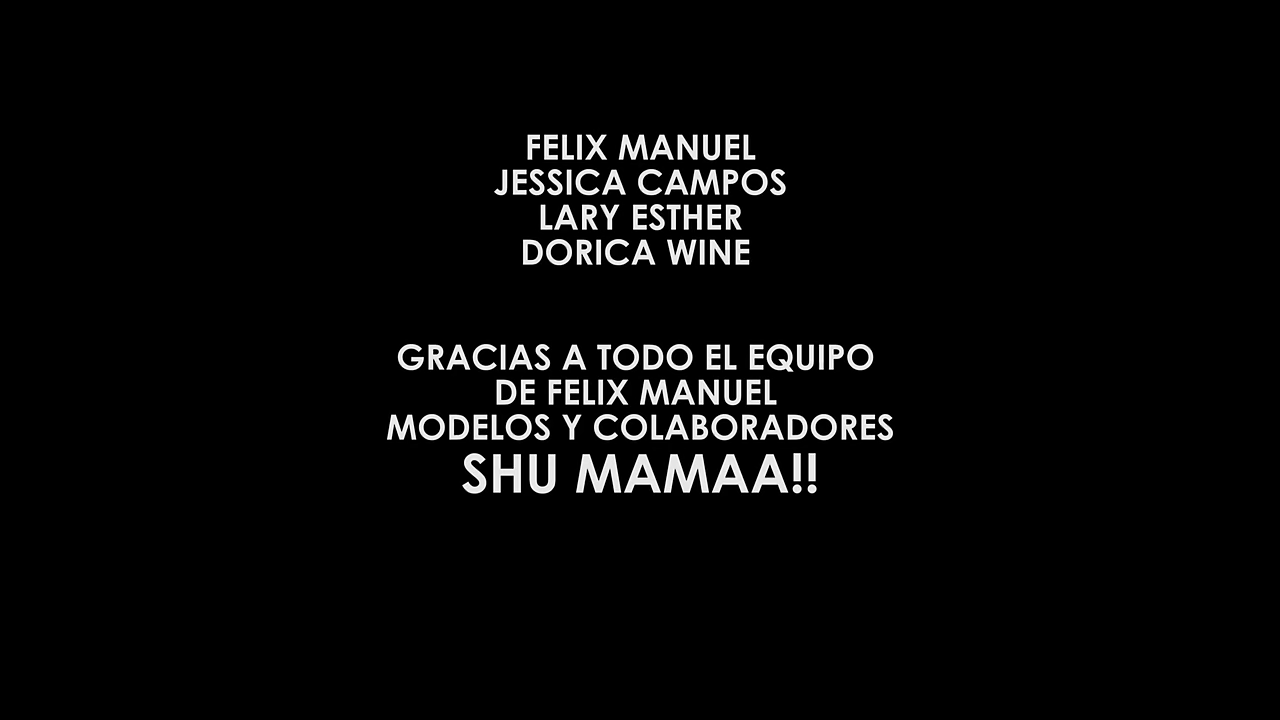 FELIX MANUEL
JESSICA CAMPOS
LARY ESTHER
DORICA WINE
GRACIAS A TODO EL EQUIPO
DE FELIX MANUEL
MODELOS Y COLABORADORES
SHU MAMAA!!